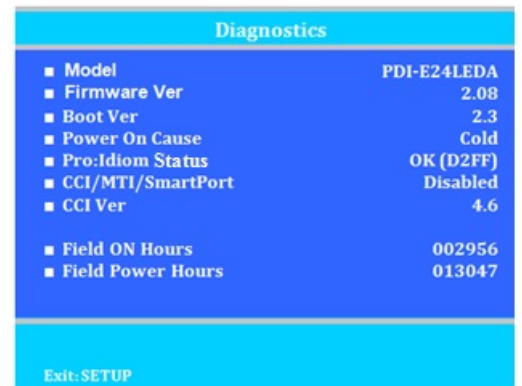 Diagnostics
Model PDI-E24LEDA
Firmware Ver 2.08
Boot Ver 2.3
Power On Cause Cold
Pro:Idiom Status OK (D2FF)
CCI/MTI/SmartPort Disabled
CCI Ver 4.6
Field ON Hours 002956
Field Power Hours 013047
Exit: SETUP